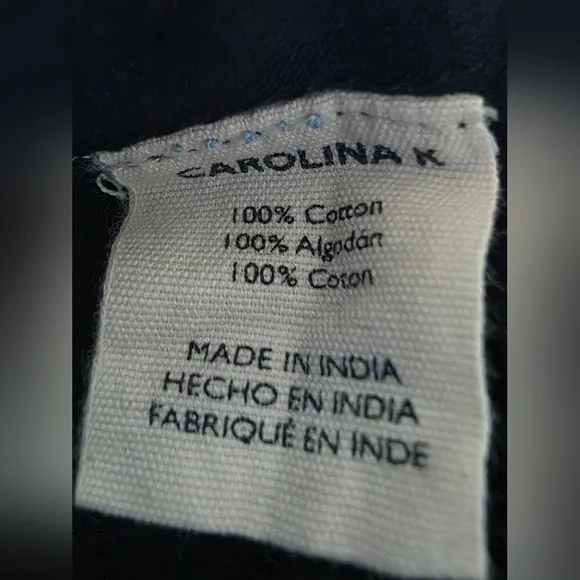 CAROLINA K
100% Cotton
100% Algodón
100% Coton
MADE IN INDIA
HECHO EN INDIA
FABRIQUÉ EN INDE